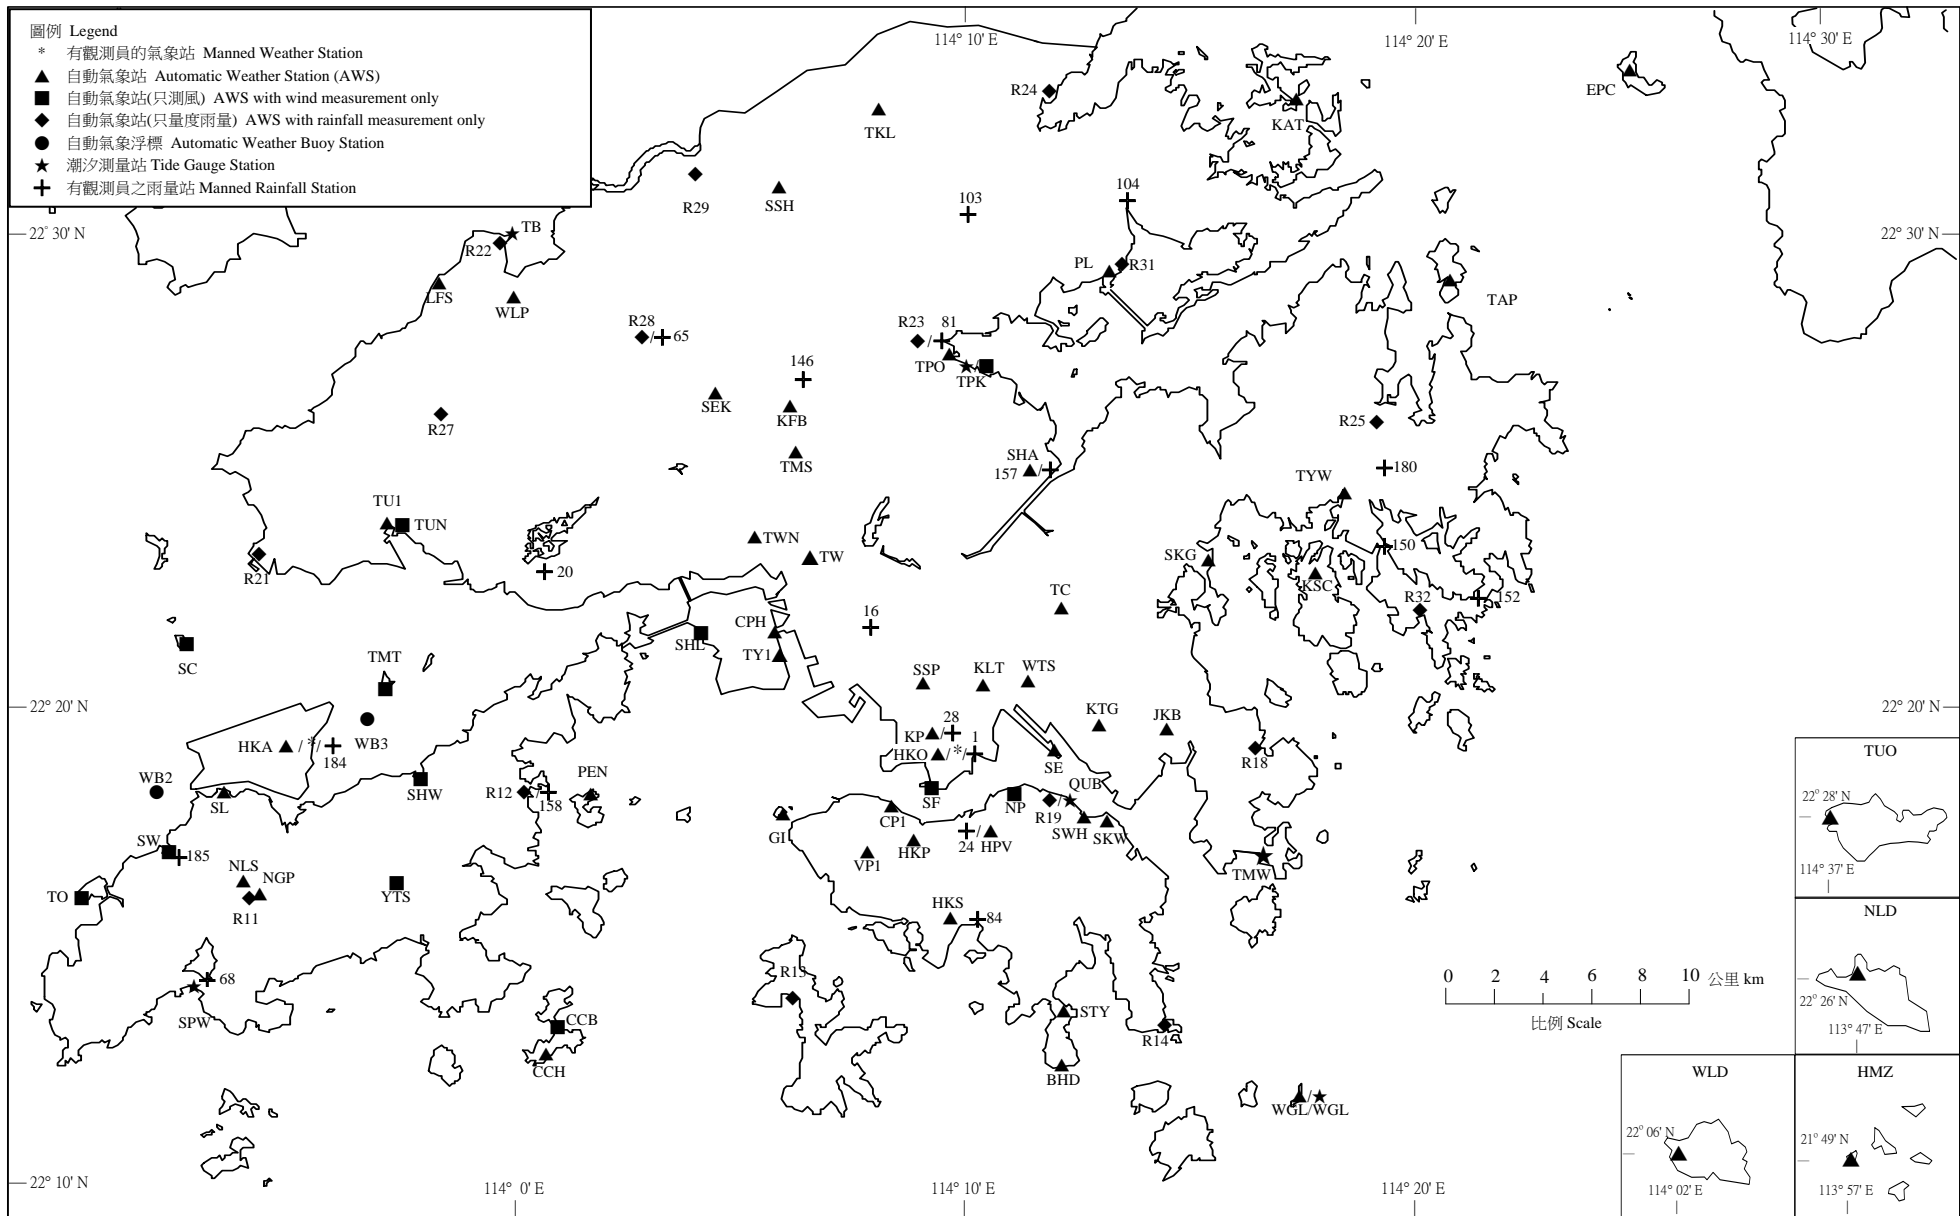 圖例 Legend
* 有觀測員的氣象站 Manned Weather Station
▲ 自動氣象站 Automatic Weather Station (AWS)
■ 自動氣象站(只測風) AWS with wind measurement only
◆ 自動氣象站(只量度雨量) AWS with rainfall measurement only
● 自動氣象浮標 Automatic Weather Buoy Station
★ 潮汐測量站 Tide Gauge Station
+ 有觀測員之雨量站 Manned Rainfall Station
114° 10' E
114° 20' E
114° 30' E
R24
EPC
KAT
TKL
R29
SSH
103
104
22° 30' N
22° 30' N
TB
R22
PL
R31
LFS
WLP
TAP
R28
65
R23
81
146
TPO
TPK
SEK
KFB
R27
R25
TMS
SHA
157
180
TYW
TU1
TUN
TWN
TW
150
R21
20
SKG
KSC
152
TC
R32
16
CPH
SHL
TY1
SC
TMT
SSP
KLT
WTS
22° 20' N
22° 20' N
KTG
JKB
KP
28
1
HKA
184
WB3
HKO
SE
R18
TUO
WB2
SL
SHW
R12
158
PEN
SF
NP
QUB
R19
22° 28' N
114° 37' E
GI
CP1
SWH
SKW
SW
185
HKP
24
HPV
VP1
TMW
NLS
NGP
R11
TO
YTS
HKS
84
NLD
22° 26' N
113° 47' E
68
SPW
R13
0 2 4 6 8 10 公里 km
比例 Scale
CCB
CCH
STY
R14
BHD
WGL/WGL
WLD
22° 06' N
114° 02' E
HMZ
21° 49' N
113° 57' E
22° 10' N
114° 0' E
114° 10' E
114° 20' E